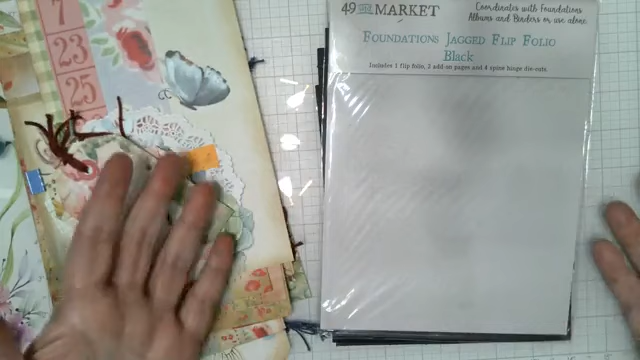 49 AND MARKET
Coordinates with Foundations
Albums and Binders or use alone
Foundations Jagged Flip Folio
Black
Includes 1 flip folio, 2 add-on pages and 4 spine hinge die-cuts.
7
23
25